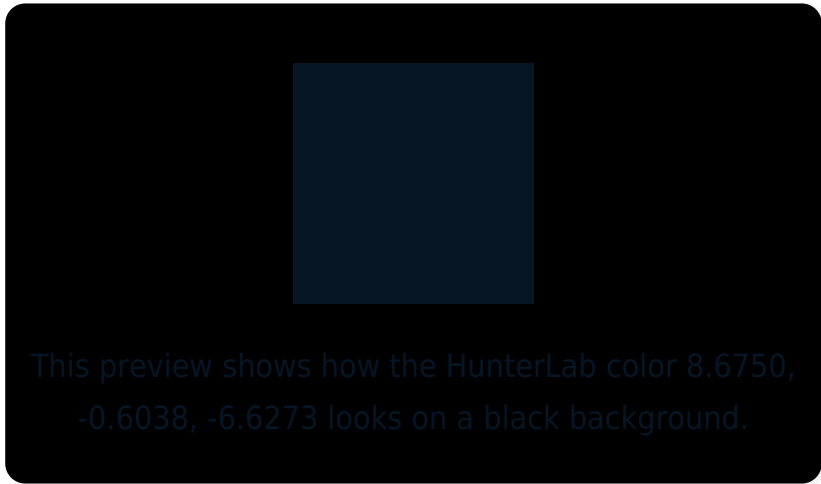 This preview shows how the HunterLab color 8.6750,
-0.6038, -6.6273 looks on a black background.